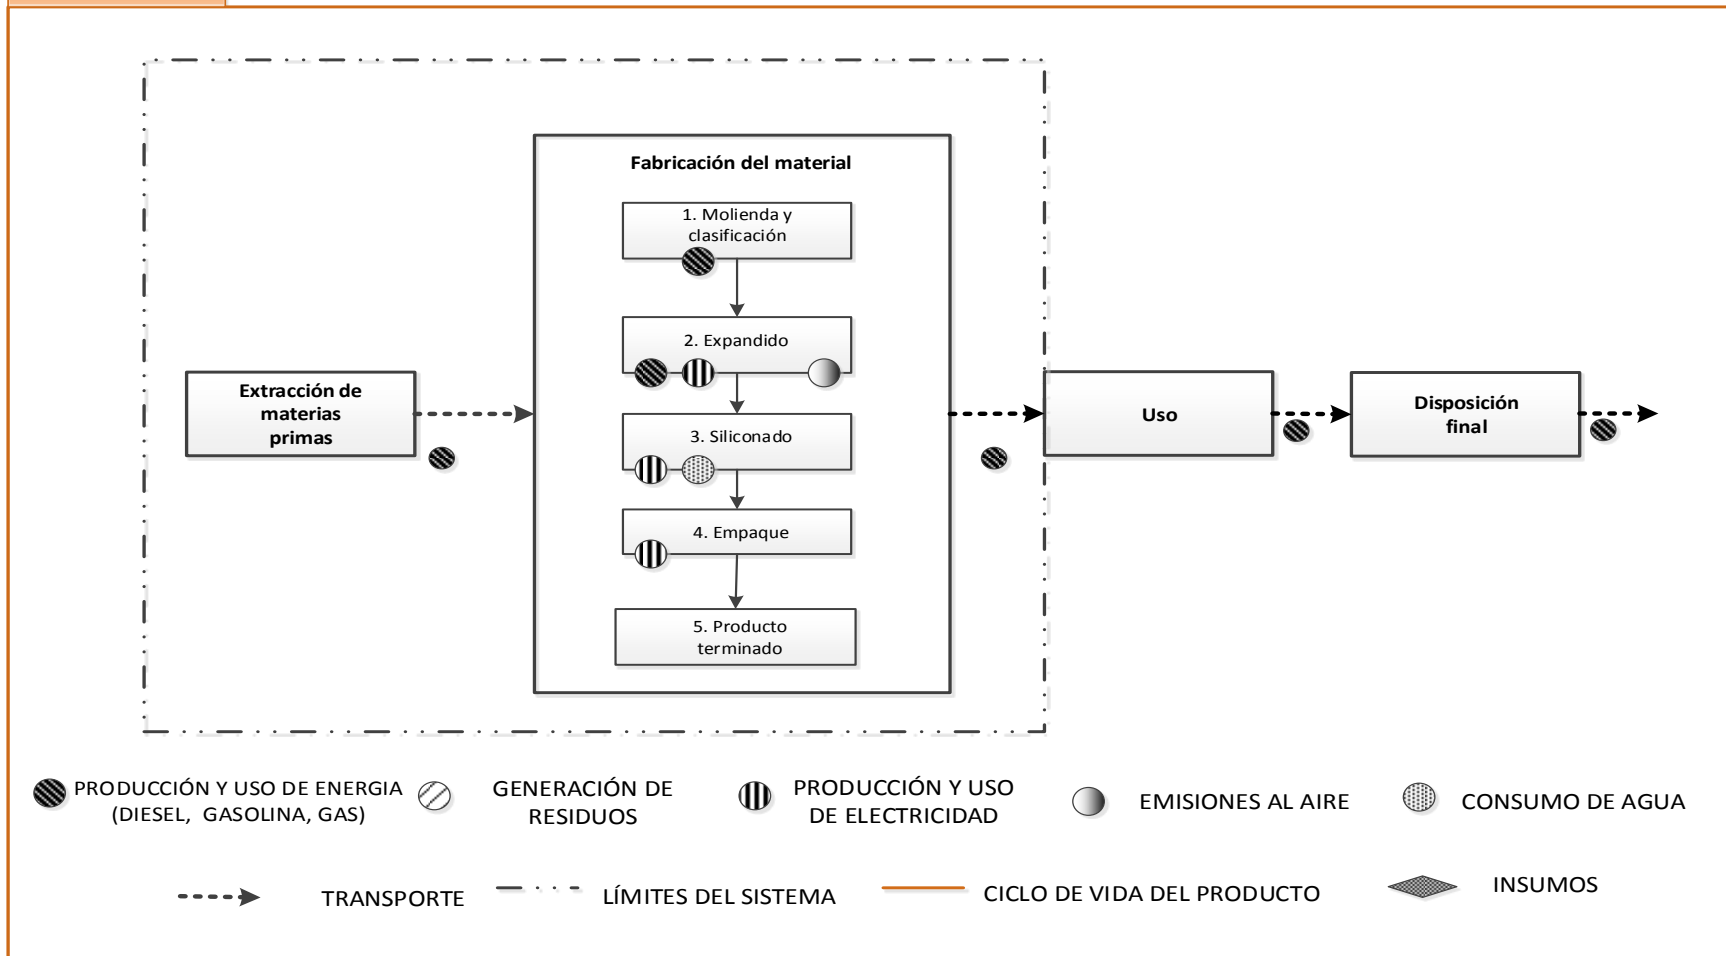 Fabricación del material
1. Molienda y
clasificación
2. Expandido
3. Siliconado
4. Empaque
5. Producto
terminado
Extracción de
materias
primas
Uso
Disposición
final
PRODUCCIÓN Y USO DE ENERGIA
(DIESEL, GASOLINA, GAS)
GENERACIÓN DE
RESIDUOS
PRODUCCIÓN Y USO
DE ELECTRICIDAD
EMISIONES AL AIRE
CONSUMO DE AGUA
TRANSPORTE
LÍMITES DEL SISTEMA
CICLO DE VIDA DEL PRODUCTO
INSUMOS